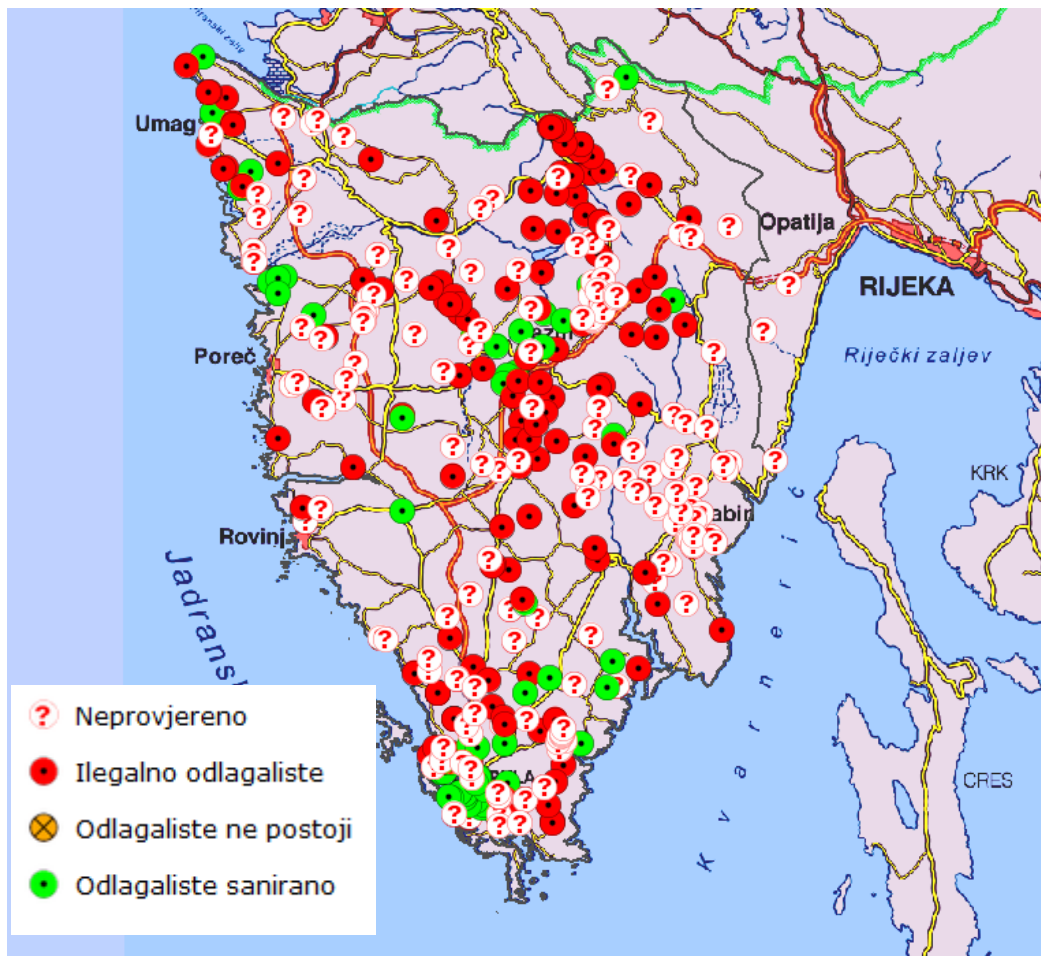 Umag
Opatija
RIJEKA
Poreč
Riječki zaljev
KRK
Rovinj
Jadransk
Kvarnerić
CRES
Neprovjereno
Ilegalno odlagaliste
Odlagaliste ne postoji
Odlagaliste sanirano